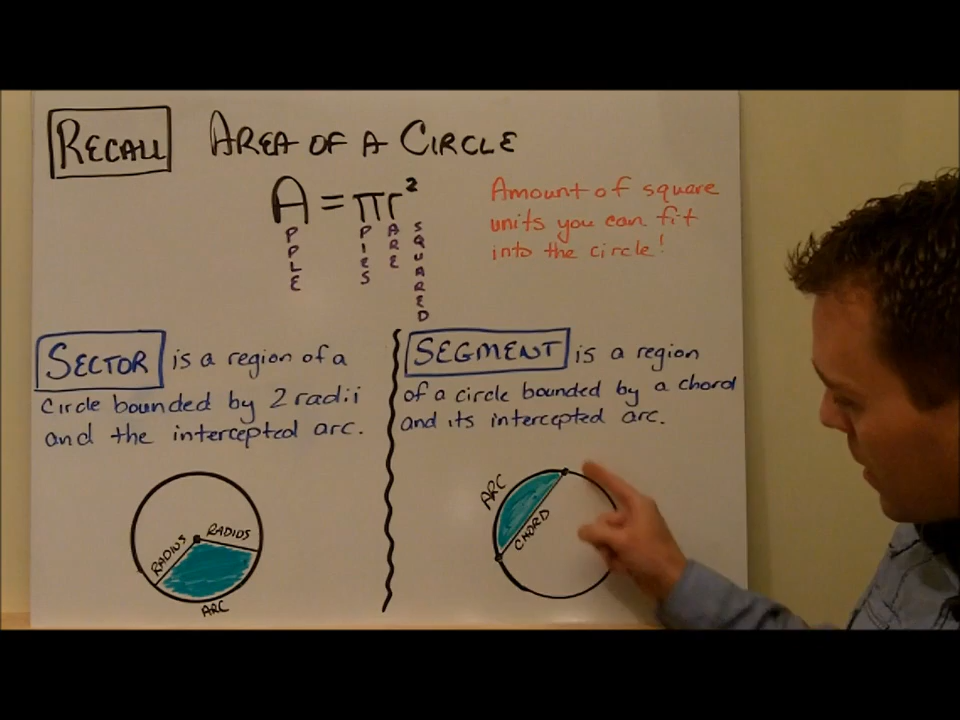 RECALL AREA OF A CIRCLE
A = πr²
APPLE PIES ARE SQUARED
Amount of square
units you can fit
into the circle!
SECTOR is a region of a
circle bounded by 2 radii
and the intercepted arc.
RADIUS RADIUS
ARC
SEGMENT is a region
of a circle bounded by a chord
and its intercepted arc.
ARC
CHORD